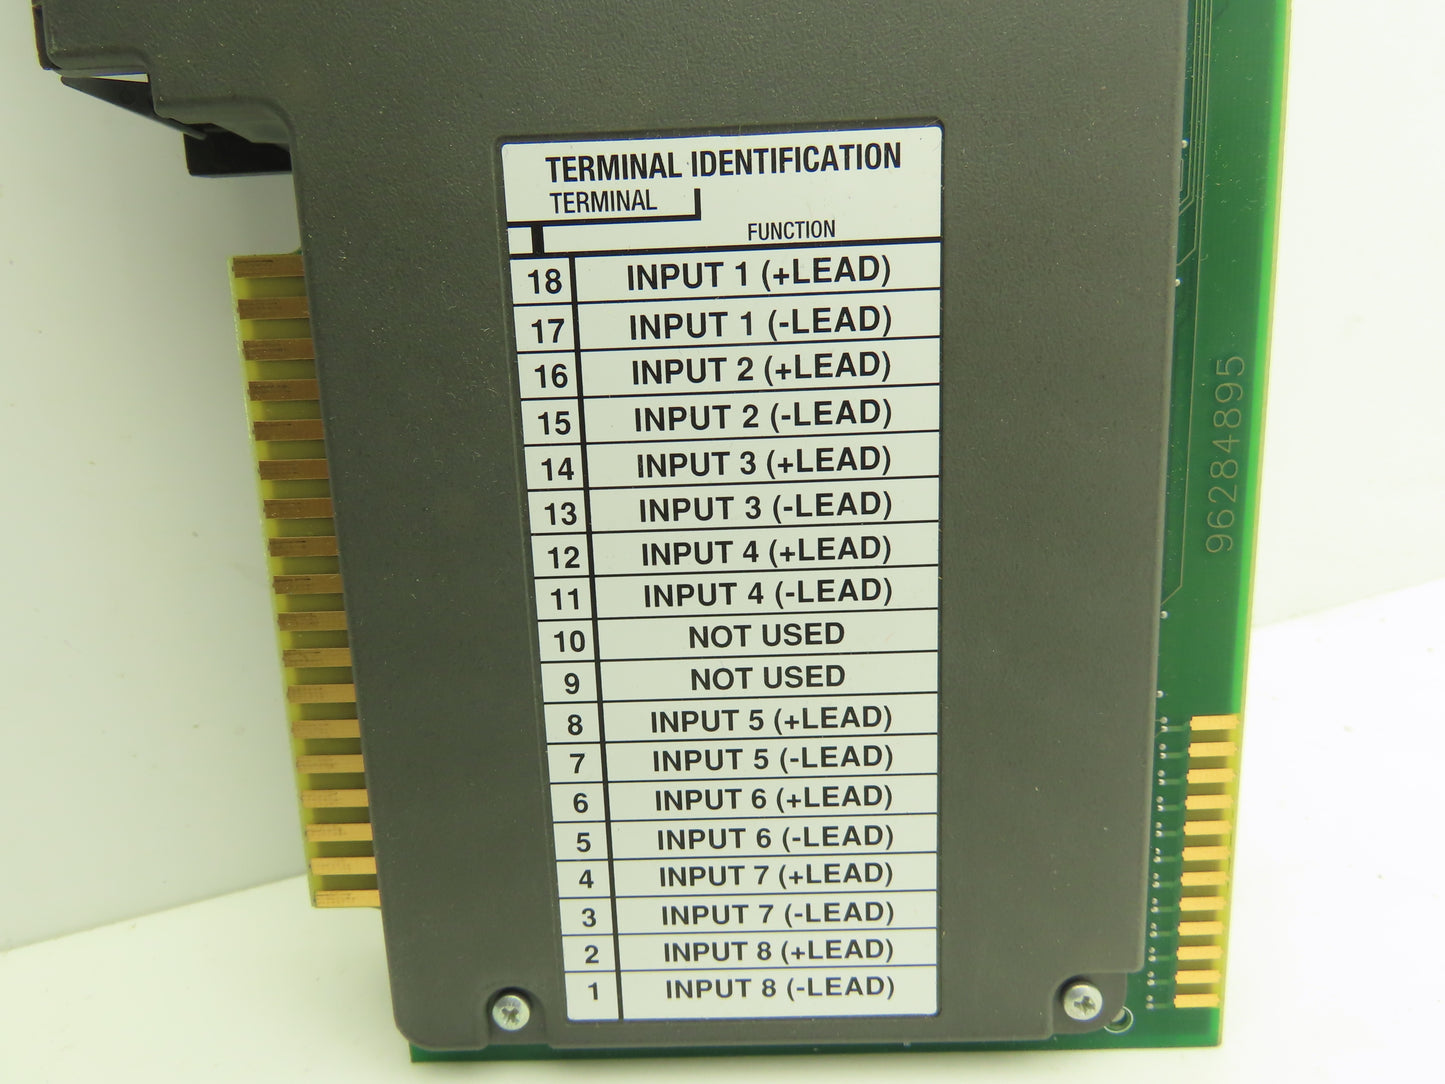 TERMINAL IDENTIFICATION
TERMINAL
FUNCTION
18 INPUT 1 (+LEAD)
17 INPUT 1 (-LEAD)
16 INPUT 2 (+LEAD)
15 INPUT 2 (-LEAD)
14 INPUT 3 (+LEAD)
13 INPUT 3 (-LEAD)
12 INPUT 4 (+LEAD)
11 INPUT 4 (-LEAD)
10 NOT USED
9 NOT USED
8 INPUT 5 (+LEAD)
7 INPUT 5 (-LEAD)
6 INPUT 6 (+LEAD)
5 INPUT 6 (-LEAD)
4 INPUT 7 (+LEAD)
3 INPUT 7 (-LEAD)
2 INPUT 8 (+LEAD)
1 INPUT 8 (-LEAD)
96284895